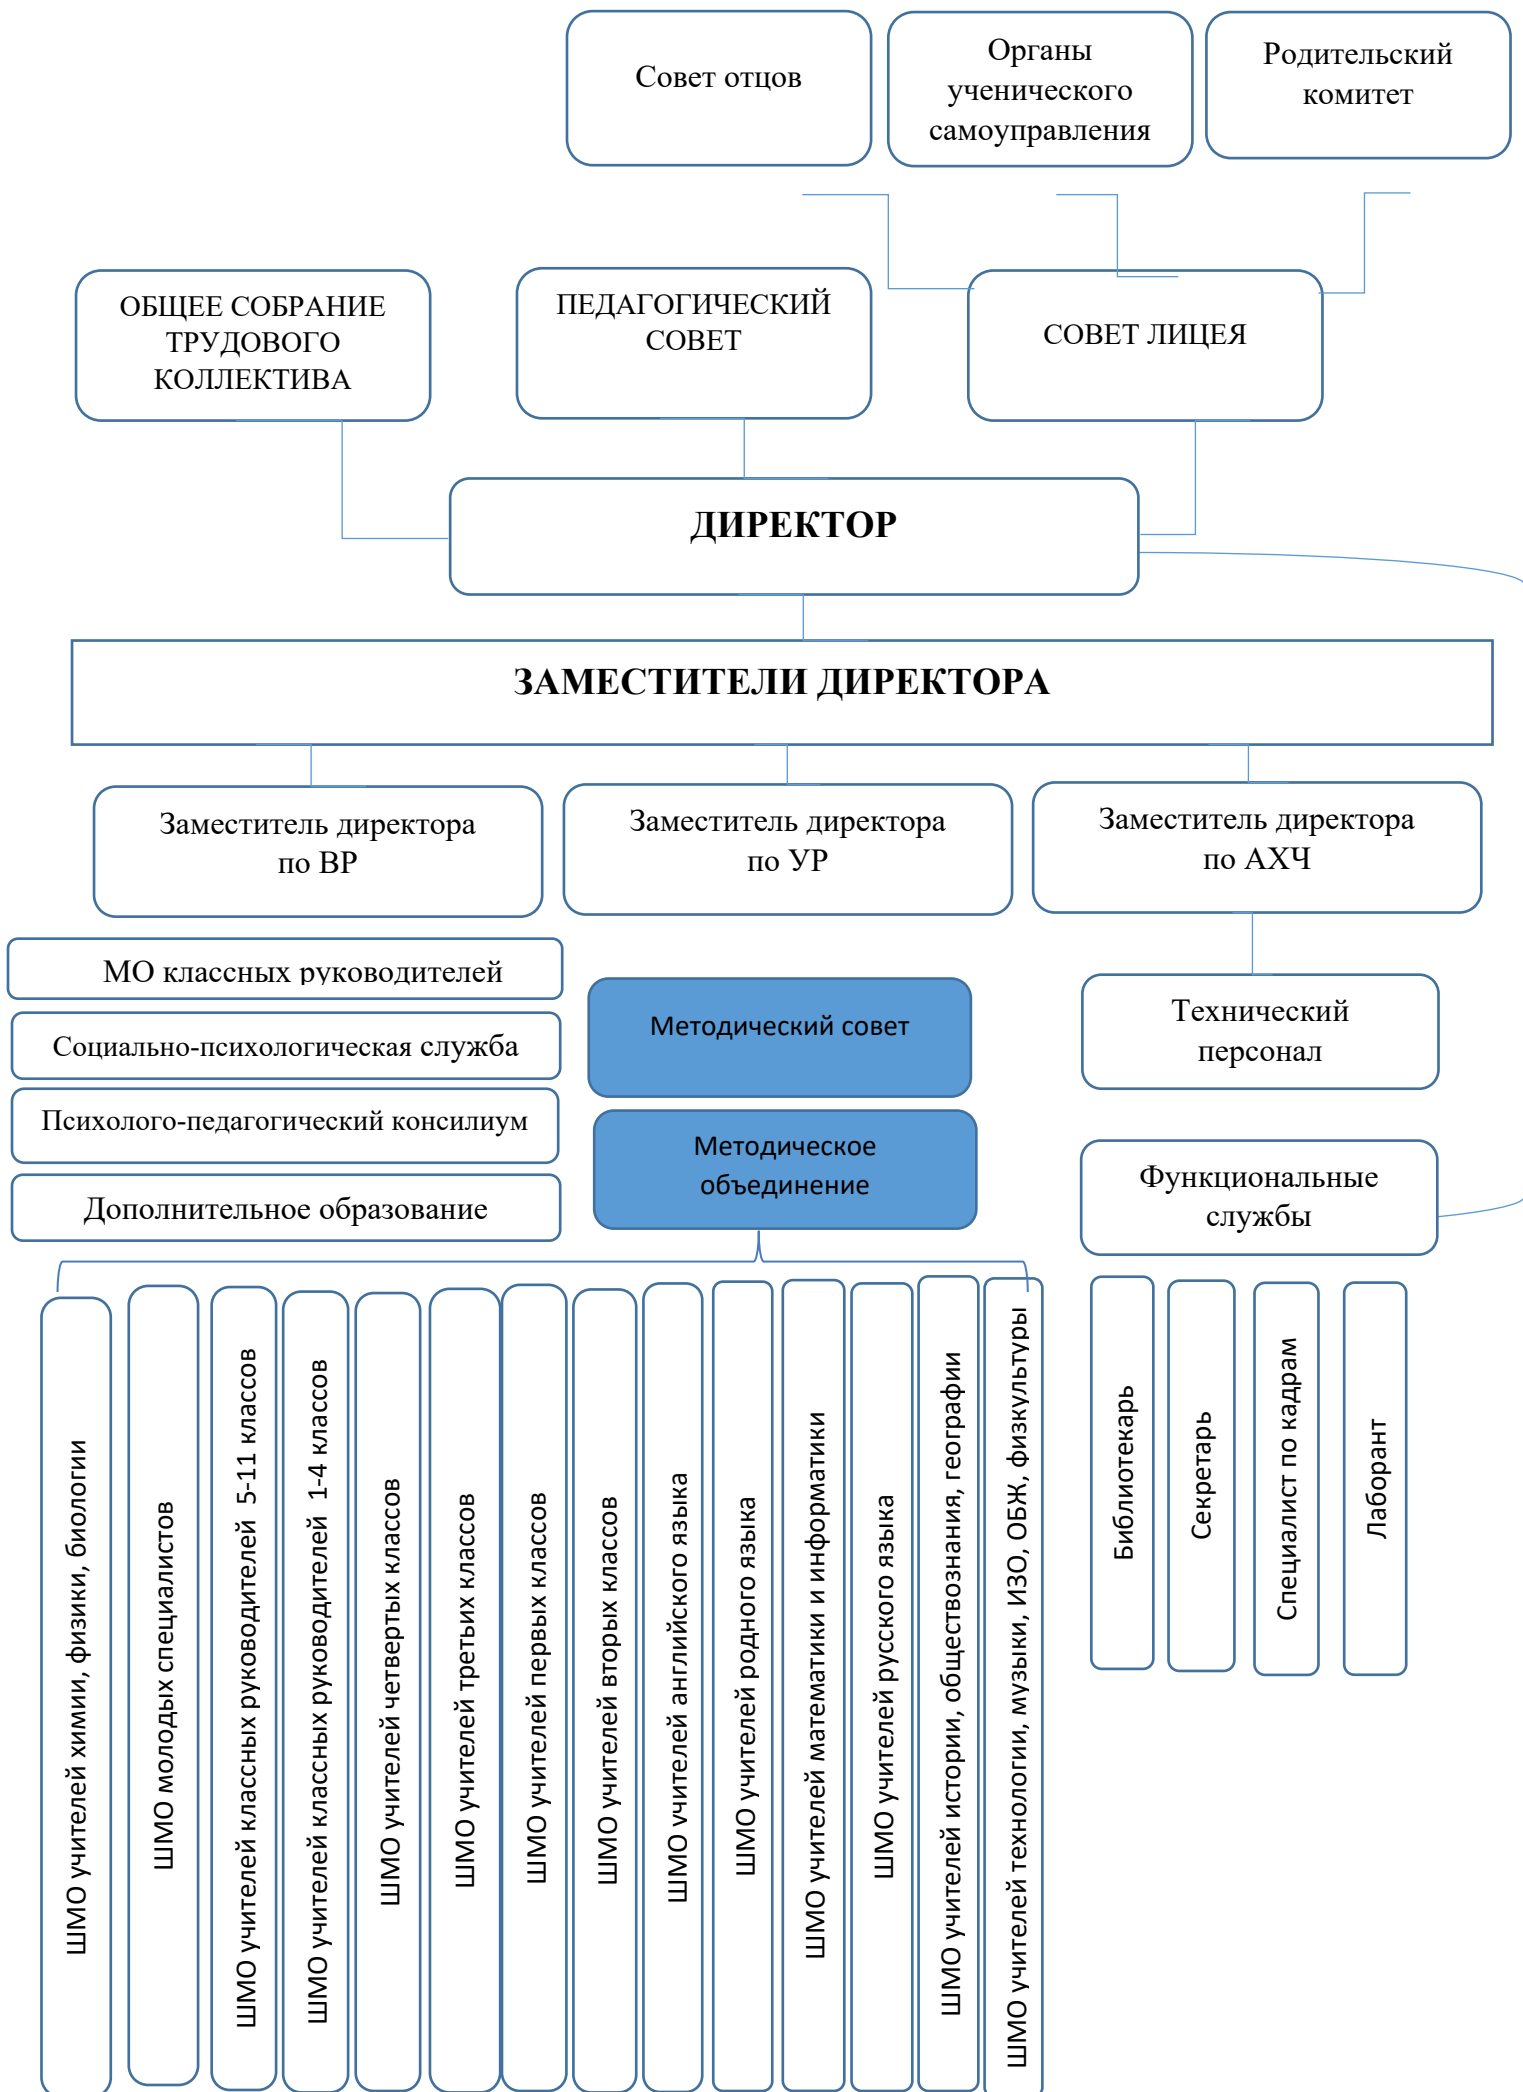 Совет отцов
Органы
ученического
самоуправления
Родительский
комитет
ОБЩЕЕ СОБРАНИЕ
ТРУДОВОГО
КОЛЛЕКТИВА
ПЕДАГОГИЧЕСКИЙ
СОВЕТ
СОВЕТ ЛИЦЕЯ
ДИРЕКТОР
ЗАМЕСТИТЕЛИ ДИРЕКТОРА
Заместитель директора
по ВР
Заместитель директора
по УР
Заместитель директора
по АХЧ
МО классных руководителей
Социально-психологическая служба
Психолого-педагогический консилиум
Дополнительное образование
Методический совет
Методическое
объединение
Технический
персонал
Функциональные
службы
ШМО учителей химии, физики, биологии
ШМО молодых специалистов
ШМО учителей классных руководителей 5-11 классов
ШМО учителей классных руководителей 1-4 классов
ШМО учителей четвертых классов
ШМО учителей третьих классов
ШМО учителей первых классов
ШМО учителей вторых классов
ШМО учителей английского языка
ШМО учителей родного языка
ШМО учителей математики и информатики
ШМО учителей русского языка
ШМО учителей истории, обществознания, географии
ШМО учителей технологии, музыки, ИЗО, ОБЖ, физкультуры
Библиотекарь
Секретарь
Специалист по кадрам
Лаборант